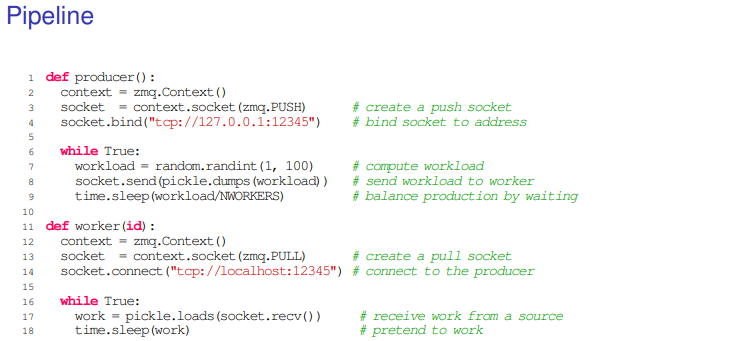 Pipeline
1 def producer():
2 context = zmq.Context()
3 socket = context.socket(zmq.PUSH) # create a push socket
4 socket.bind("tcp://127.0.0.1:12345") # bind socket to address
5
6 while True:
7 workload = random.randint(1, 100) # compute workload
8 socket.send(pickle.dumps(workload)) # send workload to worker
9 time.sleep(workload/NWORKERS) # balance production by waiting
10
11 def worker(id):
12 context = zmq.Context()
13 socket = context.socket(zmq.PULL) # create a pull socket
14 socket.connect("tcp://localhost:12345") # connect to the producer
15
16 while True:
17 work = pickle.loads(socket.recv()) # receive work from a source
18 time.sleep(work) # pretend to work